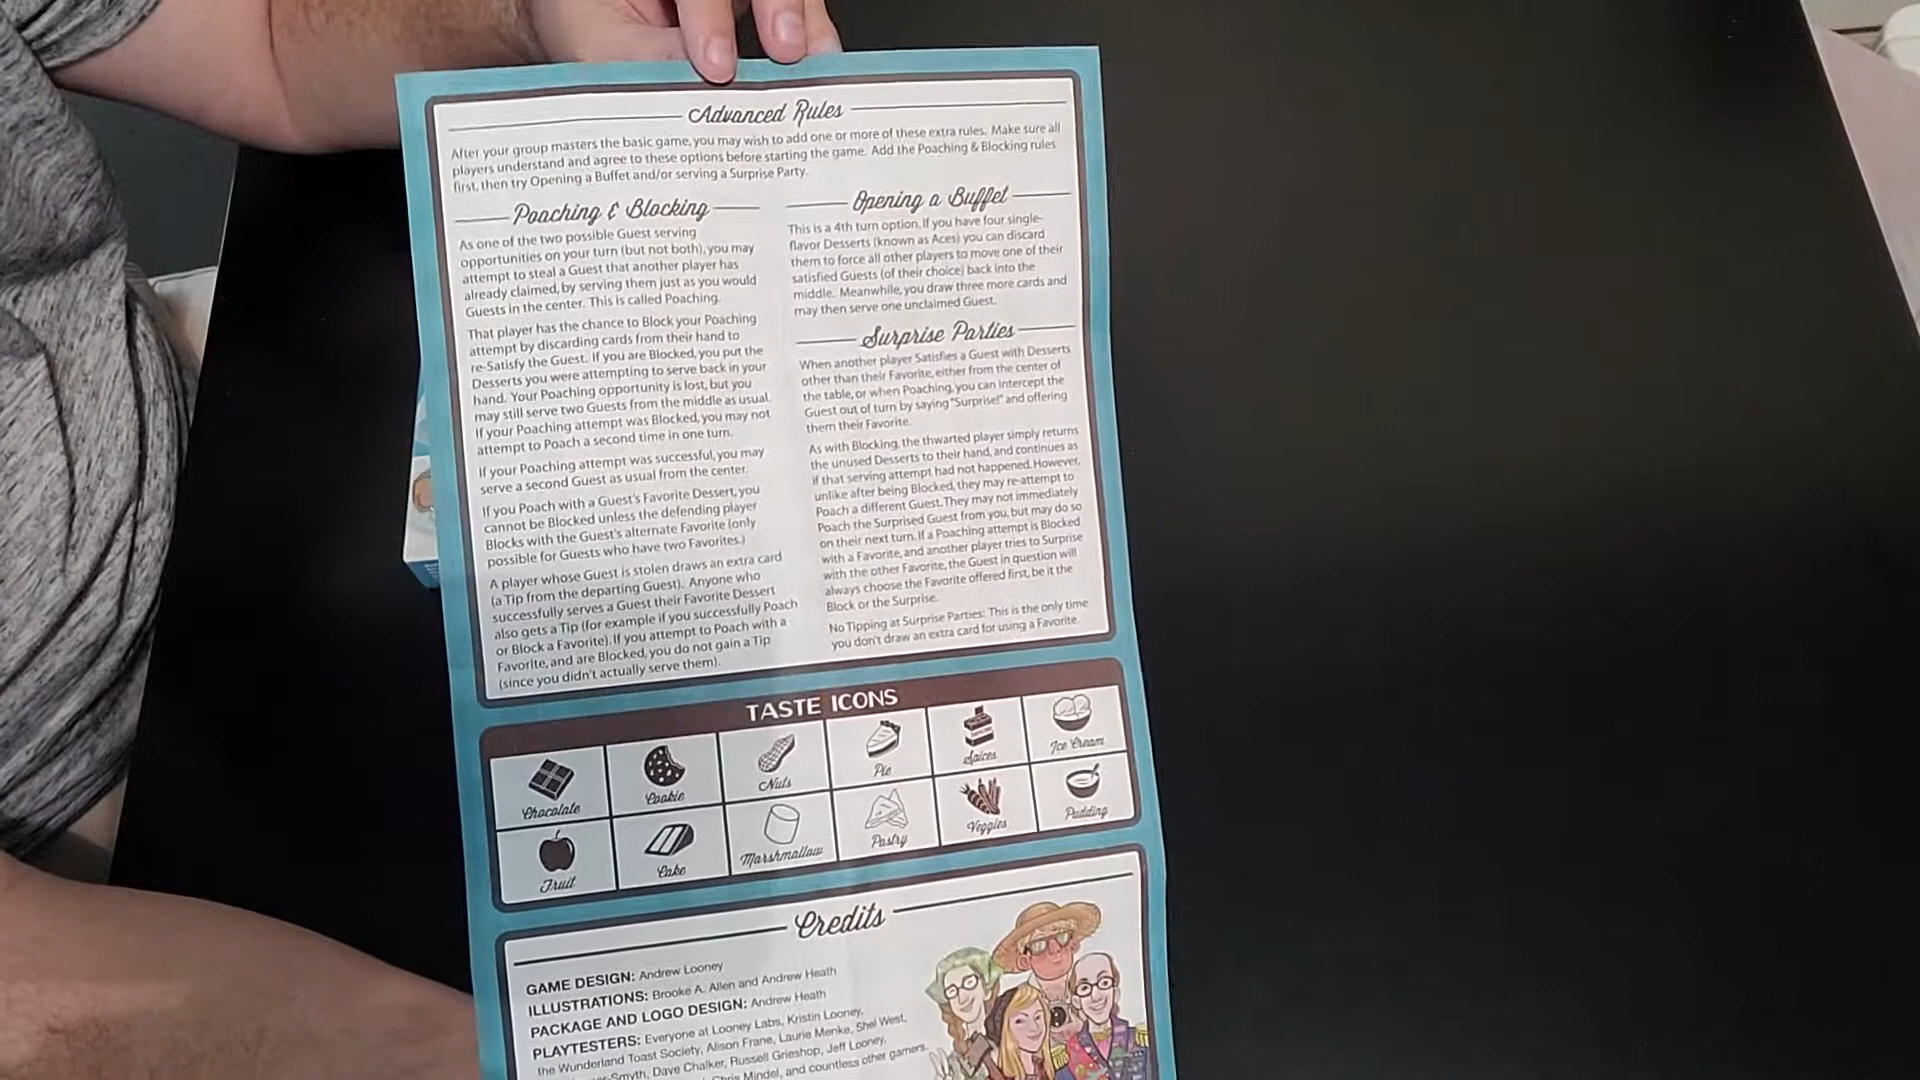 Advanced Rules
After your group masters the basic game, you may wish to add one or more of these extra rules. Make sure all
players understand and agree to these options before starting the game. Add the Poaching & Blocking rules
first, then try Opening a Buffet and/or serving a Surprise Party.
Poaching & Blocking
As one of the two possible Guest serving
opportunities on your turn (but not both), you may
attempt to steal a Guest that another player has
already claimed, by serving them just as you would
Guests in the center. This is called Poaching.
That player has the chance to Block your Poaching
attempt by discarding cards from their hand to
re-Satisfy the Guest. If you are Blocked, you put the
Desserts you were attempting to serve back in your
hand. Your Poaching opportunity is lost, but you
may still serve two Guests from the middle as usual.
If your Poaching attempt was Blocked, you may not
attempt to Poach a second time in one turn.
If your Poaching attempt was successful, you may
serve a second Guest as usual from the center.
If you Poach with a Guest's Favorite Dessert, you
cannot be Blocked unless the defending player
Blocks with the Guest's alternate Favorite (only
possible for Guests who have two Favorites.)
A player whose Guest is stolen draws an extra card
(a Tip from the departing Guest). Anyone who
successfully serves a Guest their Favorite Dessert
also gets a Tip (for example if you successfully Poach
or Block a Favorite). If you attempt to Poach with a
Favorite, and are Blocked, you do not gain a Tip
(since you didn't actually serve them).
Opening a Buffet
This is a 4th turn option. If you have four single-
flavor Desserts (known as Aces) you can discard
them to force all other players to move one of their
satisfied Guests (of their choice) back into the
middle. Meanwhile, you draw three more cards and
may then serve one unclaimed Guest.
Surprise Parties
When another player Satisfies a Guest with Desserts
other than their Favorite, either from the center of
the table, or when Poaching, you can intercept the
Guest out of turn by saying "Surprise!" and offering
them their Favorite.
As with Blocking, the thwarted player simply returns
the unused Desserts to their hand, and continues as
if that serving attempt had not happened. However,
unlike after being Blocked, they may re-attempt to
Poach a different Guest. They may not immediately
Poach the Surprised Guest from you, but may do so
on their next turn. If a Poaching attempt is Blocked
with a Favorite, and another player tries to Surprise
with the other Favorite, the Guest in question will
always choose the Favorite offered first, be it the
Block or the Surprise.
No Tipping at Surprise Parties: This is the only time
you don't draw an extra card for using a Favorite.
TASTE ICONS
Chocolate Cookie Nuts Pie Spices Ice Cream
Fruit Cake Marshmallow Pastry Veggies Pudding
Credits
GAME DESIGN: Andrew Looney
ILLUSTRATIONS: Brooke A. Allen and Andrew Heath
PACKAGE AND LOGO DESIGN: Andrew Heath
PLAYTESTERS: Everyone at Looney Labs, Kristin Looney,
the Wunderland Toast Society, Alison Frane, Laurie Menke, Shel West,
Smyth, Dave Chalker, Russell Grieshop, Jeff Looney,
Chris Mindel, and countless other gamers.